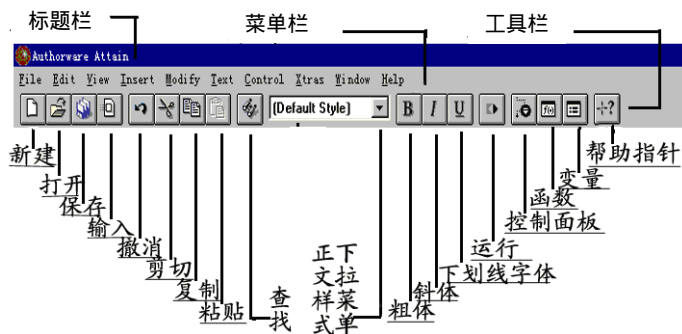 标题栏 菜单栏 工具栏
Authorware Attain
File Edit View Insert Modify Text Control Xtras Window Help
(Default Style) B I U
新建
打开
保存
输入
撤消
剪切
复制
粘贴
查找
正文样式
下拉菜单
粗体
斜体
下划线字体
运行
控制面板
函数
变量
帮助指针